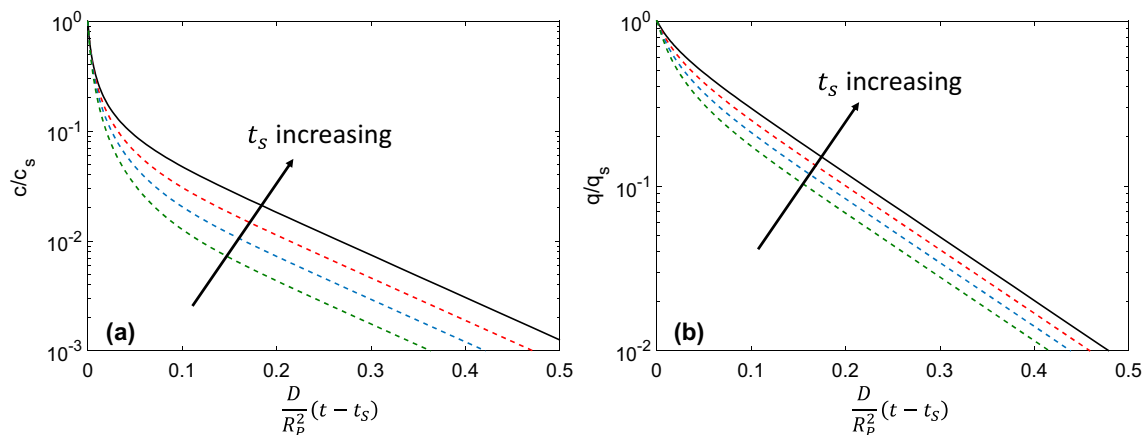 c/c_s
10^0
10^-1
10^-2
10^-3
t_s increasing
(a)
0 0.1 0.2 0.3 0.4 0.5
D/R_P^2 (t − t_S)
q/q_s
10^0
10^-1
10^-2
t_s increasing
(b)
0 0.1 0.2 0.3 0.4 0.5
D/R_P^2 (t − t_S)